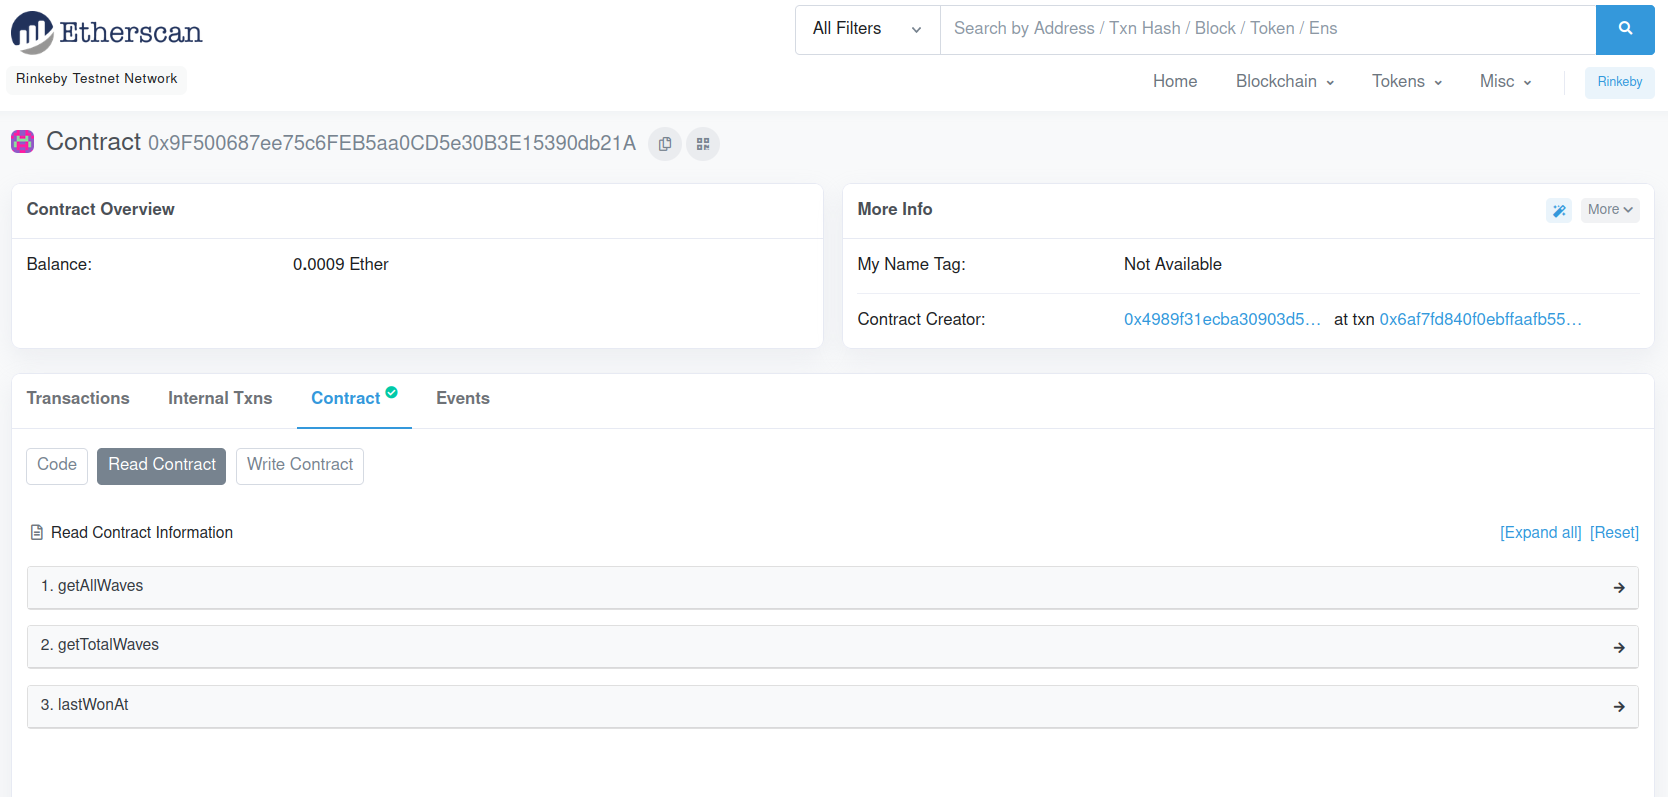 Etherscan
All Filters
Search by Address / Txn Hash / Block / Token / Ens
Rinkeby Testnet Network
Home Blockchain Tokens Misc Rinkeby
Contract 0x9F500687ee75c6FEB5aa0CD5e30B3E15390db21A
Contract Overview
Balance: 0.0009 Ether
More Info
More
My Name Tag: Not Available
Contract Creator: 0x4989f31ecba30903d5... at txn 0x6af7fd840f0ebffaafb55...
Transactions Internal Txns Contract Events
Code Read Contract Write Contract
Read Contract Information
[Expand all] [Reset]
1. getAllWaves
2. getTotalWaves
3. lastWonAt